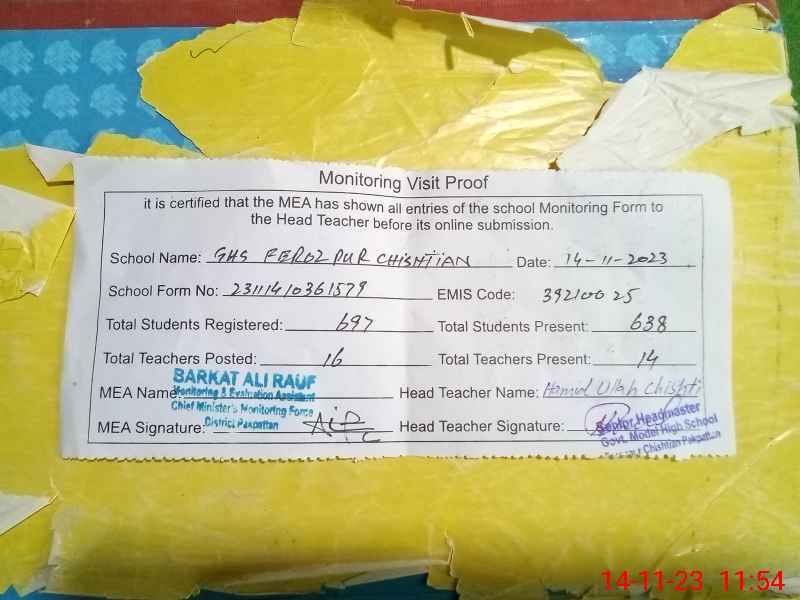 Monitoring Visit Proof
it is certified that the MEA has shown all entries of the school Monitoring Form to
the Head Teacher before its online submission.
School Name: GHS FEROZ PUR CHISHTIAN Date: 14-11-2023
School Form No: 23111410361579 EMIS Code: 39210025
Total Students Registered: 697 Total Students Present: 638
Total Teachers Posted: 16 Total Teachers Present: 14
BARKAT ALI RAUF
MEA Name Monitoring & Evaluation Assistant Head Teacher Name: Hamid Ullah Chishti
Chief Minister's Monitoring Force
District Pakpattan
MEA Signature: Head Teacher Signature:
Senior Headmaster
Govt. Model High School
Chishtian Pakpattan
14-11-23 11:54